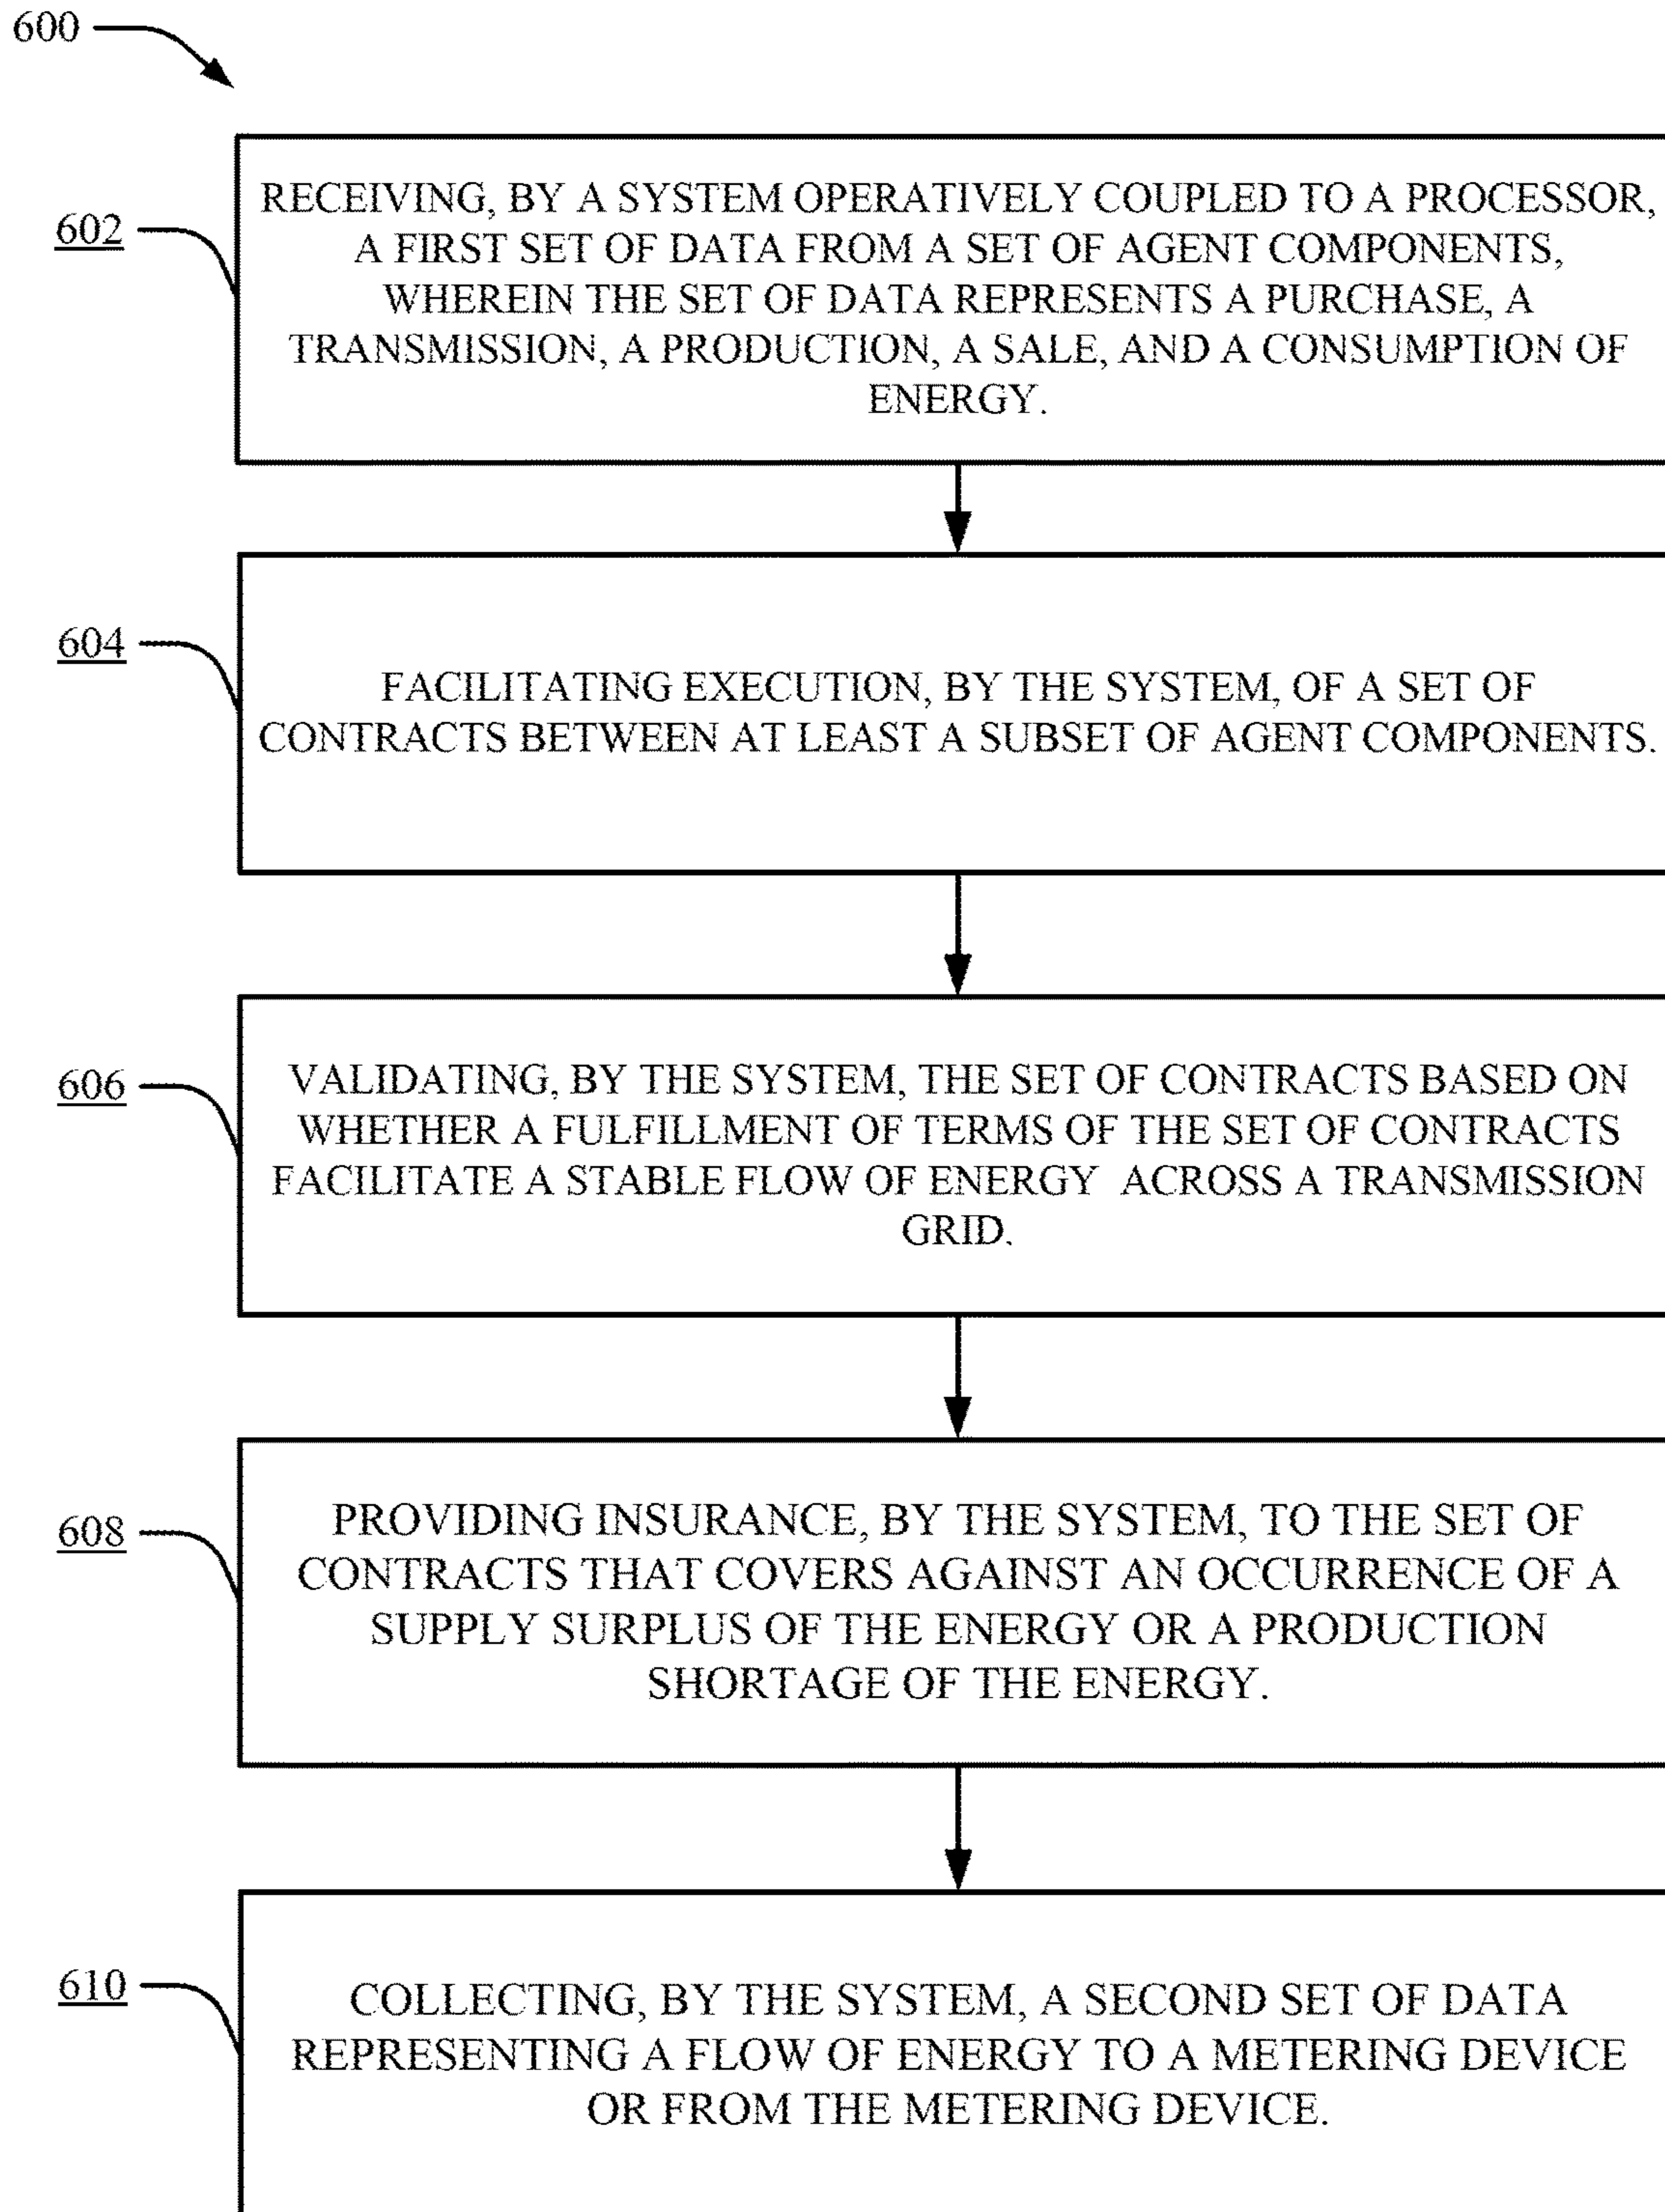 600
602
RECEIVING, BY A SYSTEM OPERATIVELY COUPLED TO A PROCESSOR,
A FIRST SET OF DATA FROM A SET OF AGENT COMPONENTS,
WHEREIN THE SET OF DATA REPRESENTS A PURCHASE, A
TRANSMISSION, A PRODUCTION, A SALE, AND A CONSUMPTION OF
ENERGY.
604
FACILITATING EXECUTION, BY THE SYSTEM, OF A SET OF
CONTRACTS BETWEEN AT LEAST A SUBSET OF AGENT COMPONENTS.
606
VALIDATING, BY THE SYSTEM, THE SET OF CONTRACTS BASED ON
WHETHER A FULFILLMENT OF TERMS OF THE SET OF CONTRACTS
FACILITATE A STABLE FLOW OF ENERGY ACROSS A TRANSMISSION
GRID.
608
PROVIDING INSURANCE, BY THE SYSTEM, TO THE SET OF
CONTRACTS THAT COVERS AGAINST AN OCCURRENCE OF A
SUPPLY SURPLUS OF THE ENERGY OR A PRODUCTION
SHORTAGE OF THE ENERGY.
610
COLLECTING, BY THE SYSTEM, A SECOND SET OF DATA
REPRESENTING A FLOW OF ENERGY TO A METERING DEVICE
OR FROM THE METERING DEVICE.